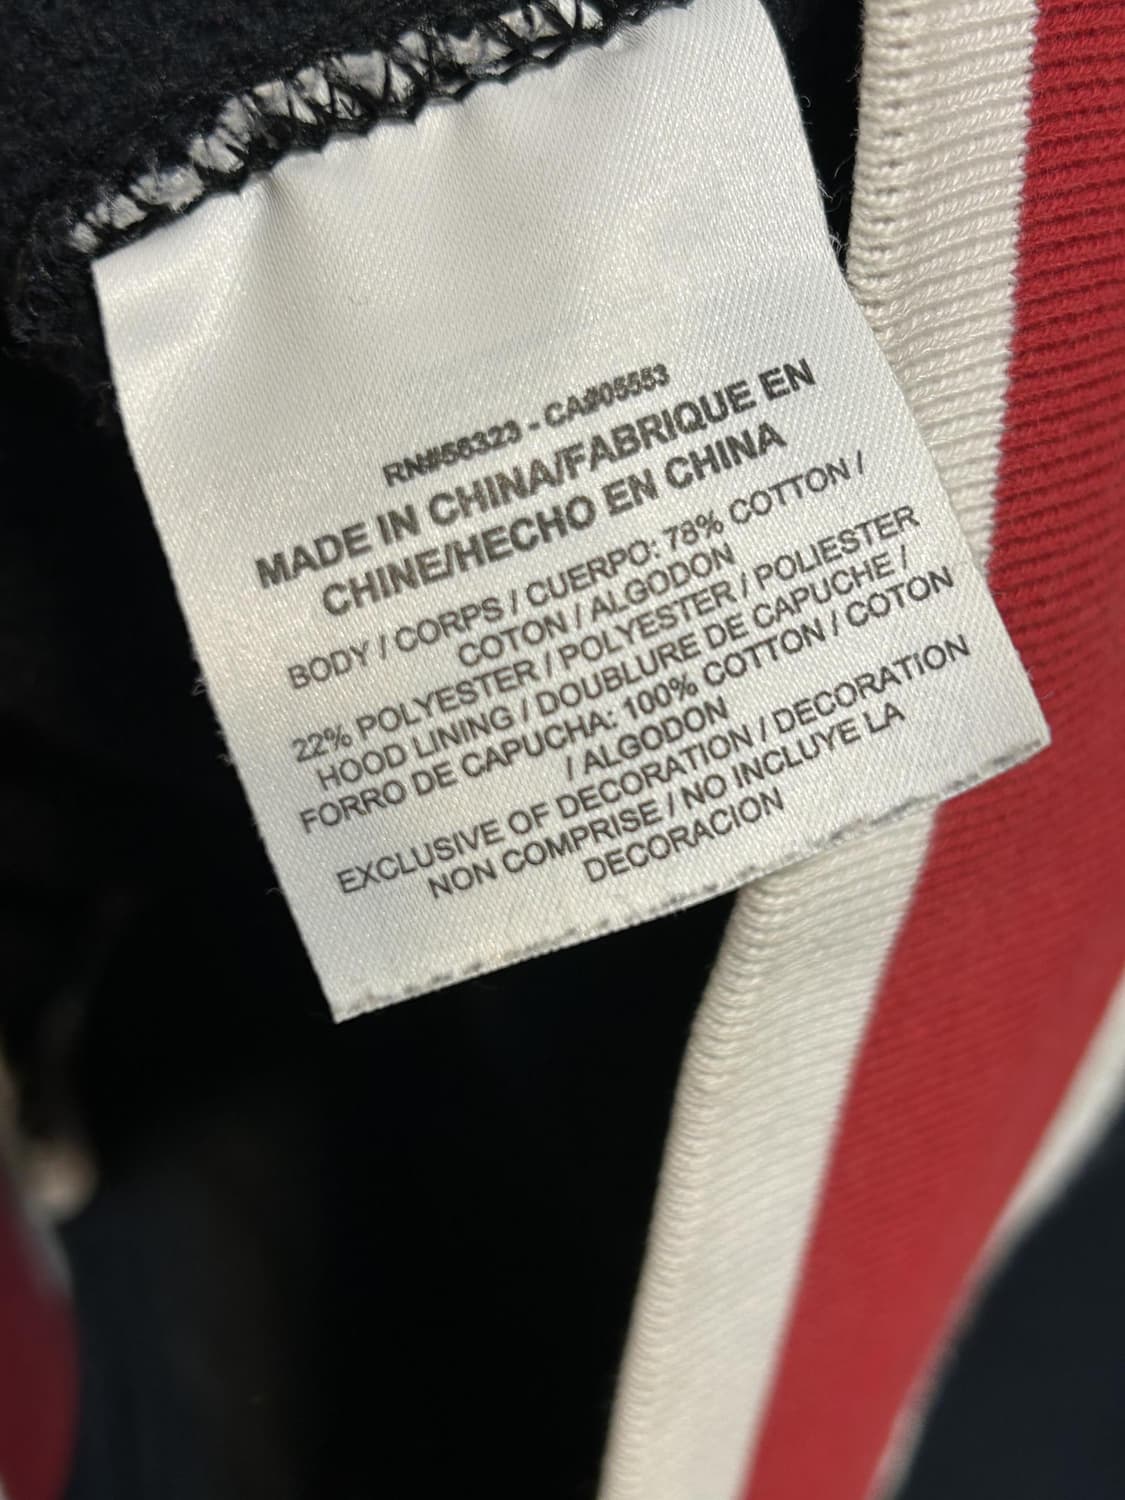 RN#56323 - CA#05553
MADE IN CHINA/FABRIQUE EN
CHINE/HECHO EN CHINA
BODY / CORPS / CUERPO: 78% COTTON /
COTON / ALGODON
22% POLYESTER / POLYESTER / POLIESTER
HOOD LINING / DOUBLURE DE CAPUCHE /
FORRO DE CAPUCHA: 100% COTTON / COTON
/ ALGODON
EXCLUSIVE OF DECORATION / DECORATION
NON COMPRISE / NO INCLUYE LA
DECORACION